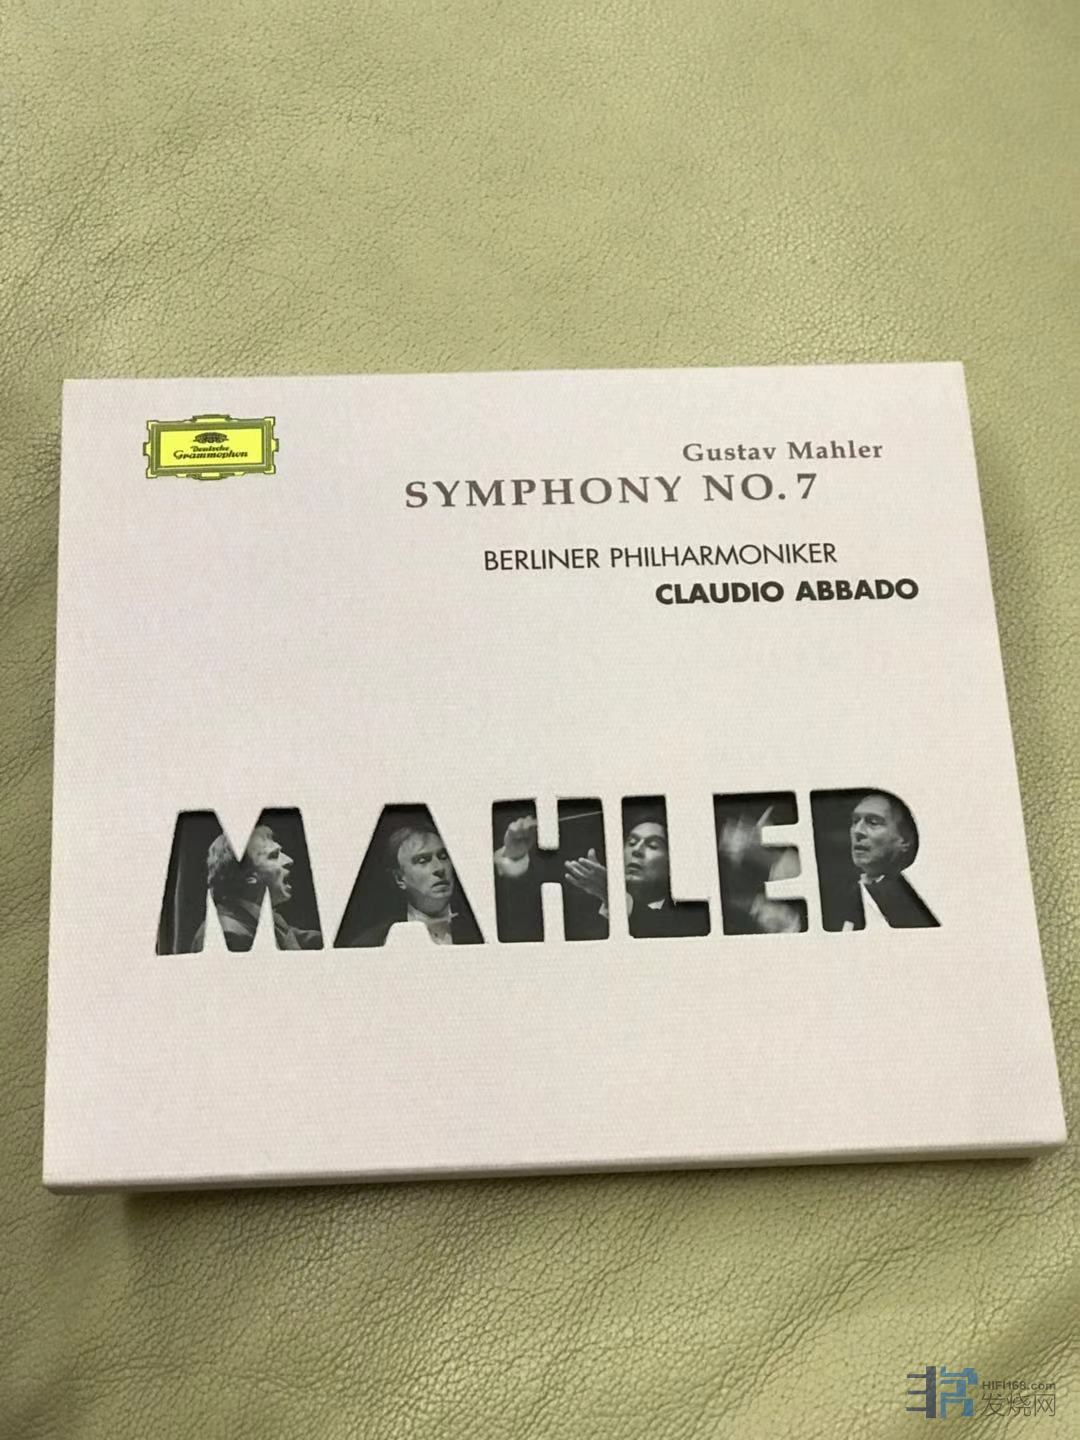 Deutsche
Grammophon
Gustav Mahler
SYMPHONY NO. 7
BERLINER PHILHARMONIKER
CLAUDIO ABBADO
MAHLER
HIFI168.com
发烧网